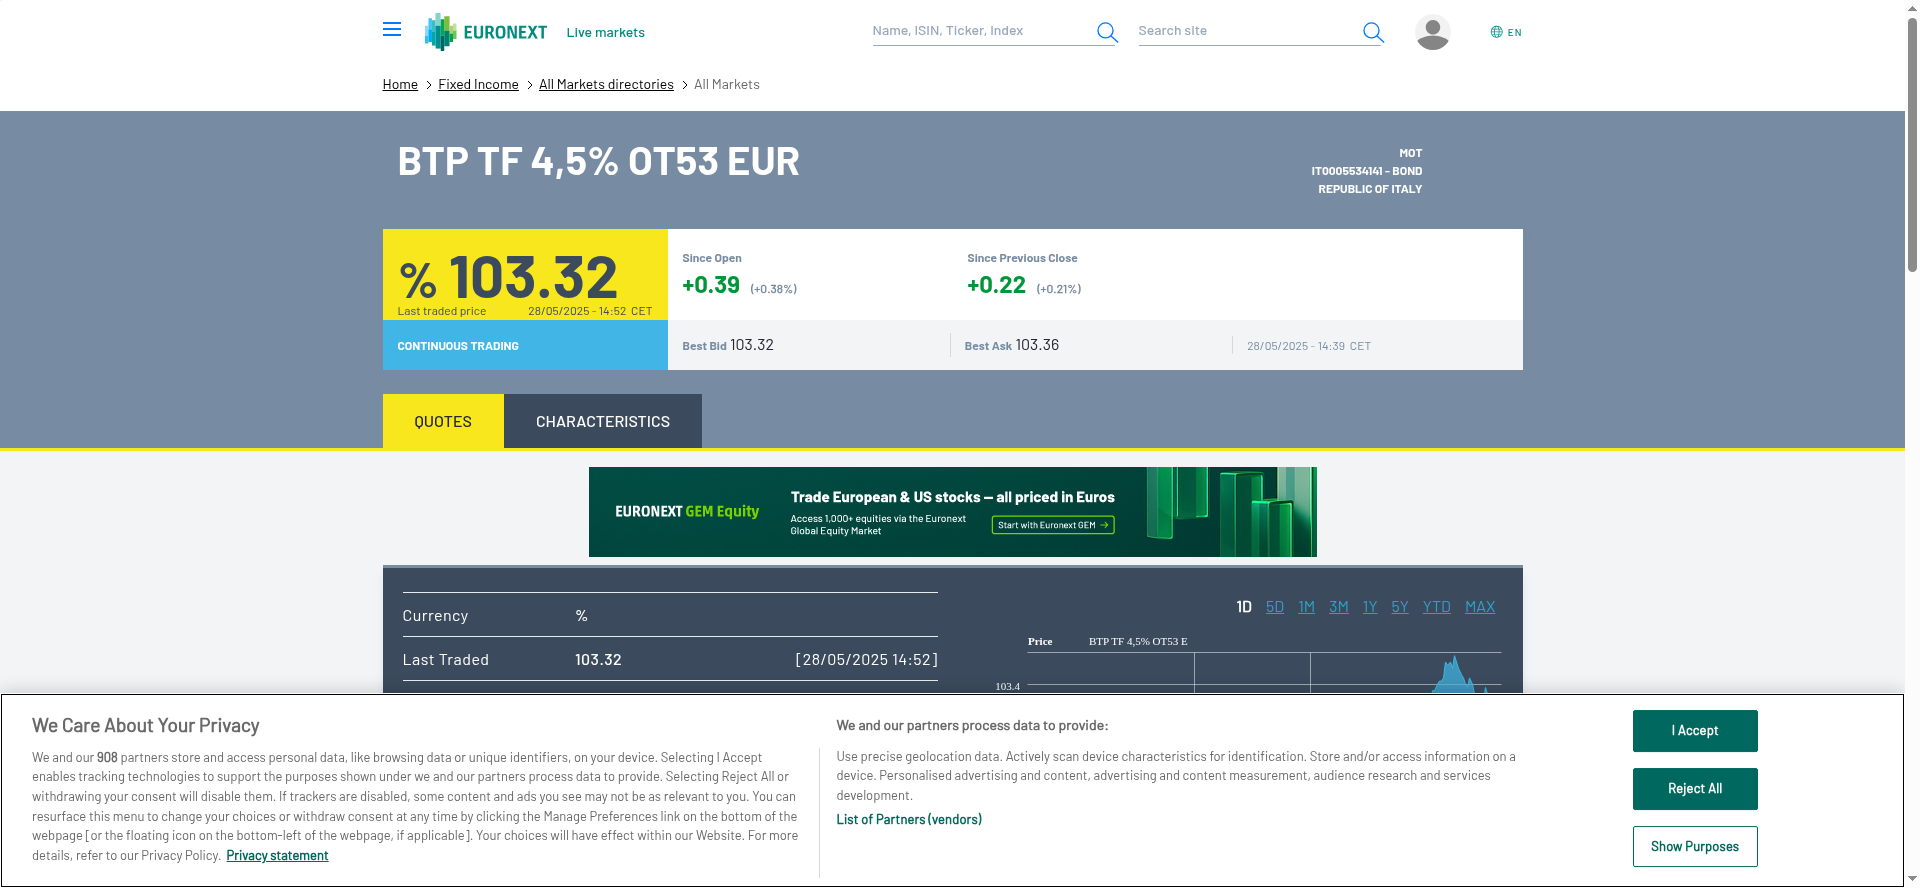 EURONEXT
Live markets
Name, ISIN, Ticker, Index
Search site
EN
Home > Fixed Income > All Markets directories > All Markets
BTP TF 4,5% OT53 EUR
MOT
IT0005534141 - BOND
REPUBLIC OF ITALY
% 103.32
Last traded price 28/05/2025 - 14:52 CET
Since Open
+0.39 (+0.38%)
Since Previous Close
+0.22 (+0.21%)
CONTINUOUS TRADING
Best Bid 103.32
Best Ask 103.36
28/05/2025 - 14:39 CET
QUOTES
CHARACTERISTICS
EURONEXT GEM Equity
Trade European & US stocks – all priced in Euros
Access 1,000+ equities via the Euronext
Global Equity Market
Start with Euronext GEM →
Currency %
Last Traded 103.32 [28/05/2025 14:52]
1D 5D 1M 3M 1Y 5Y YTD MAX
Price BTP TF 4,5% OT53 E
103.4
We Care About Your Privacy
We and our 908 partners store and access personal data, like browsing data or unique identifiers, on your device. Selecting I Accept
enables tracking technologies to support the purposes shown under we and our partners process data to provide. Selecting Reject All or
withdrawing your consent will disable them. If trackers are disabled, some content and ads you see may not be as relevant to you. You can
resurface this menu to change your choices or withdraw consent at any time by clicking the Manage Preferences link on the bottom of the
webpage [or the floating icon on the bottom-left of the webpage, if applicable]. Your choices will have effect within our Website. For more
details, refer to our Privacy Policy. Privacy statement
We and our partners process data to provide:
Use precise geolocation data. Actively scan device characteristics for identification. Store and/or access information on a
device. Personalised advertising and content, advertising and content measurement, audience research and services
development.
List of Partners (vendors)
I Accept
Reject All
Show Purposes